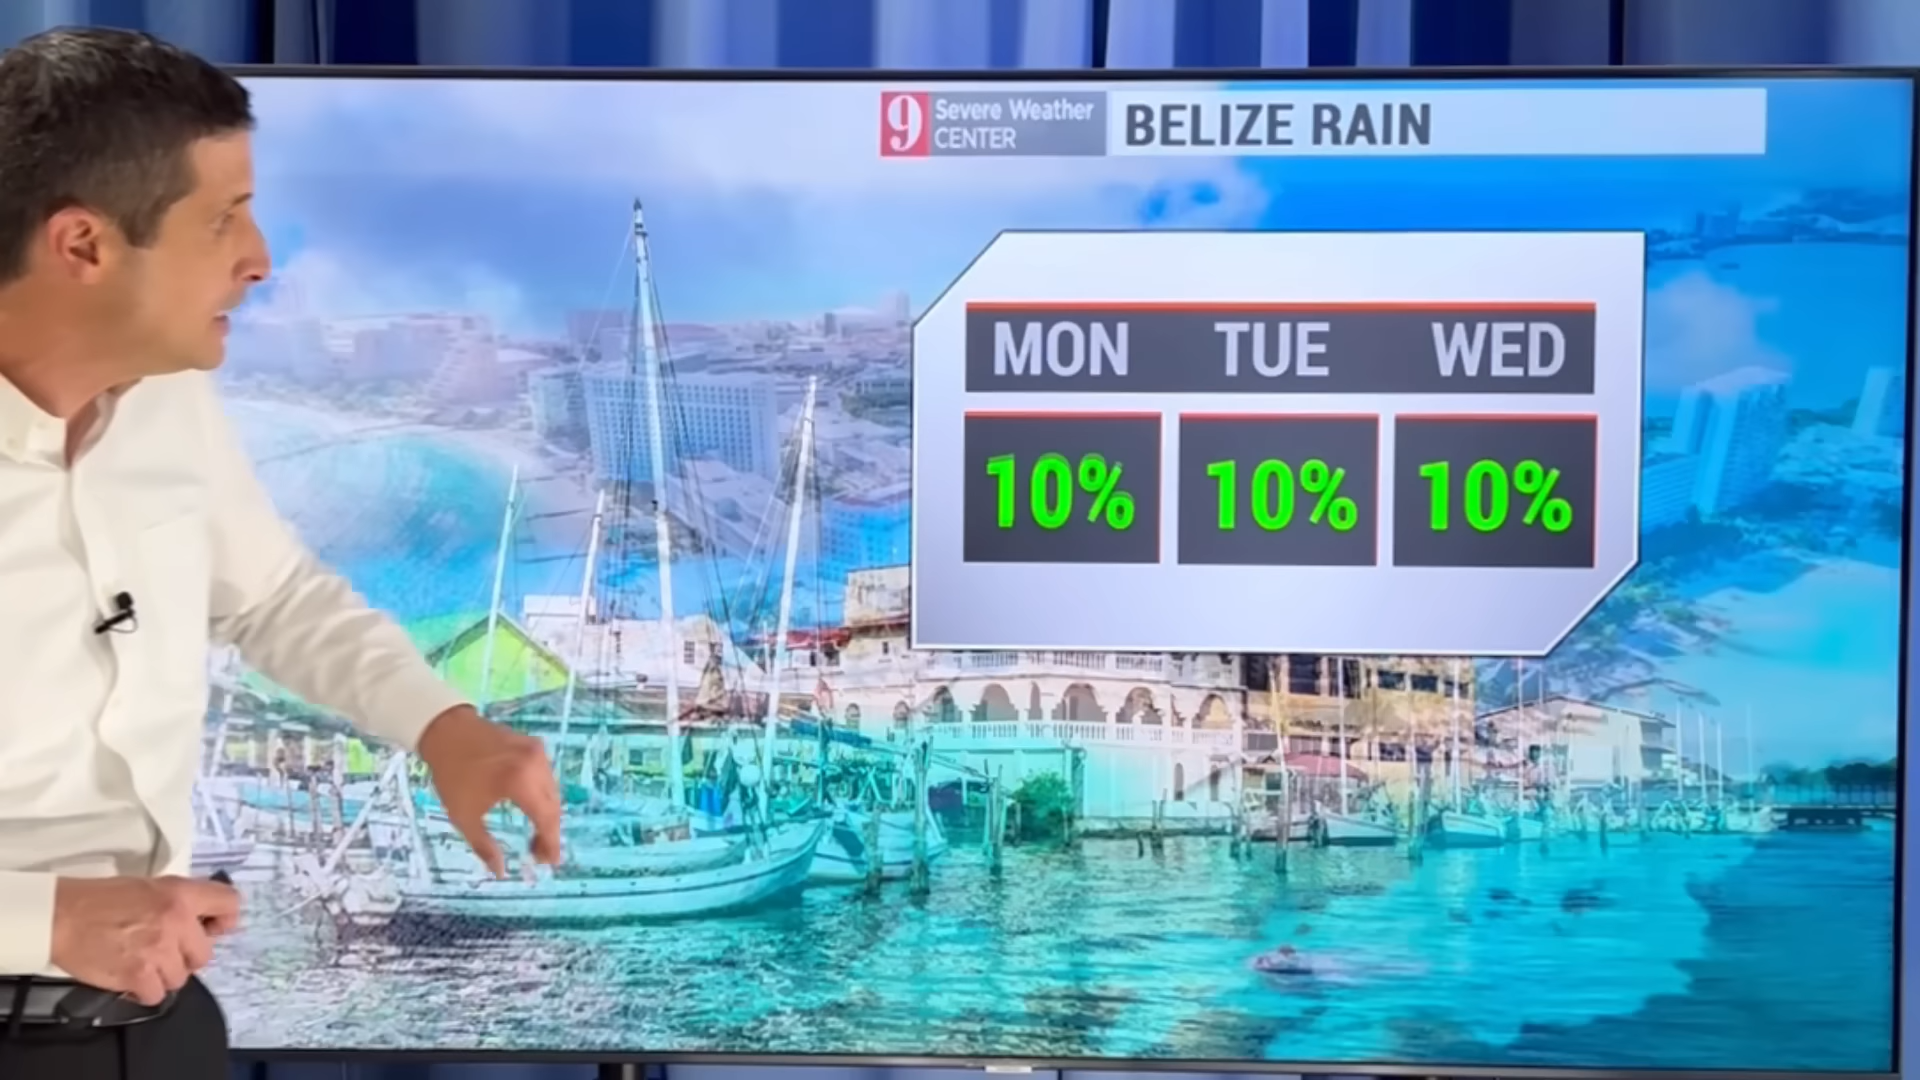 9 Severe Weather
CENTER
BELIZE RAIN
MON TUE WED
10% 10% 10%